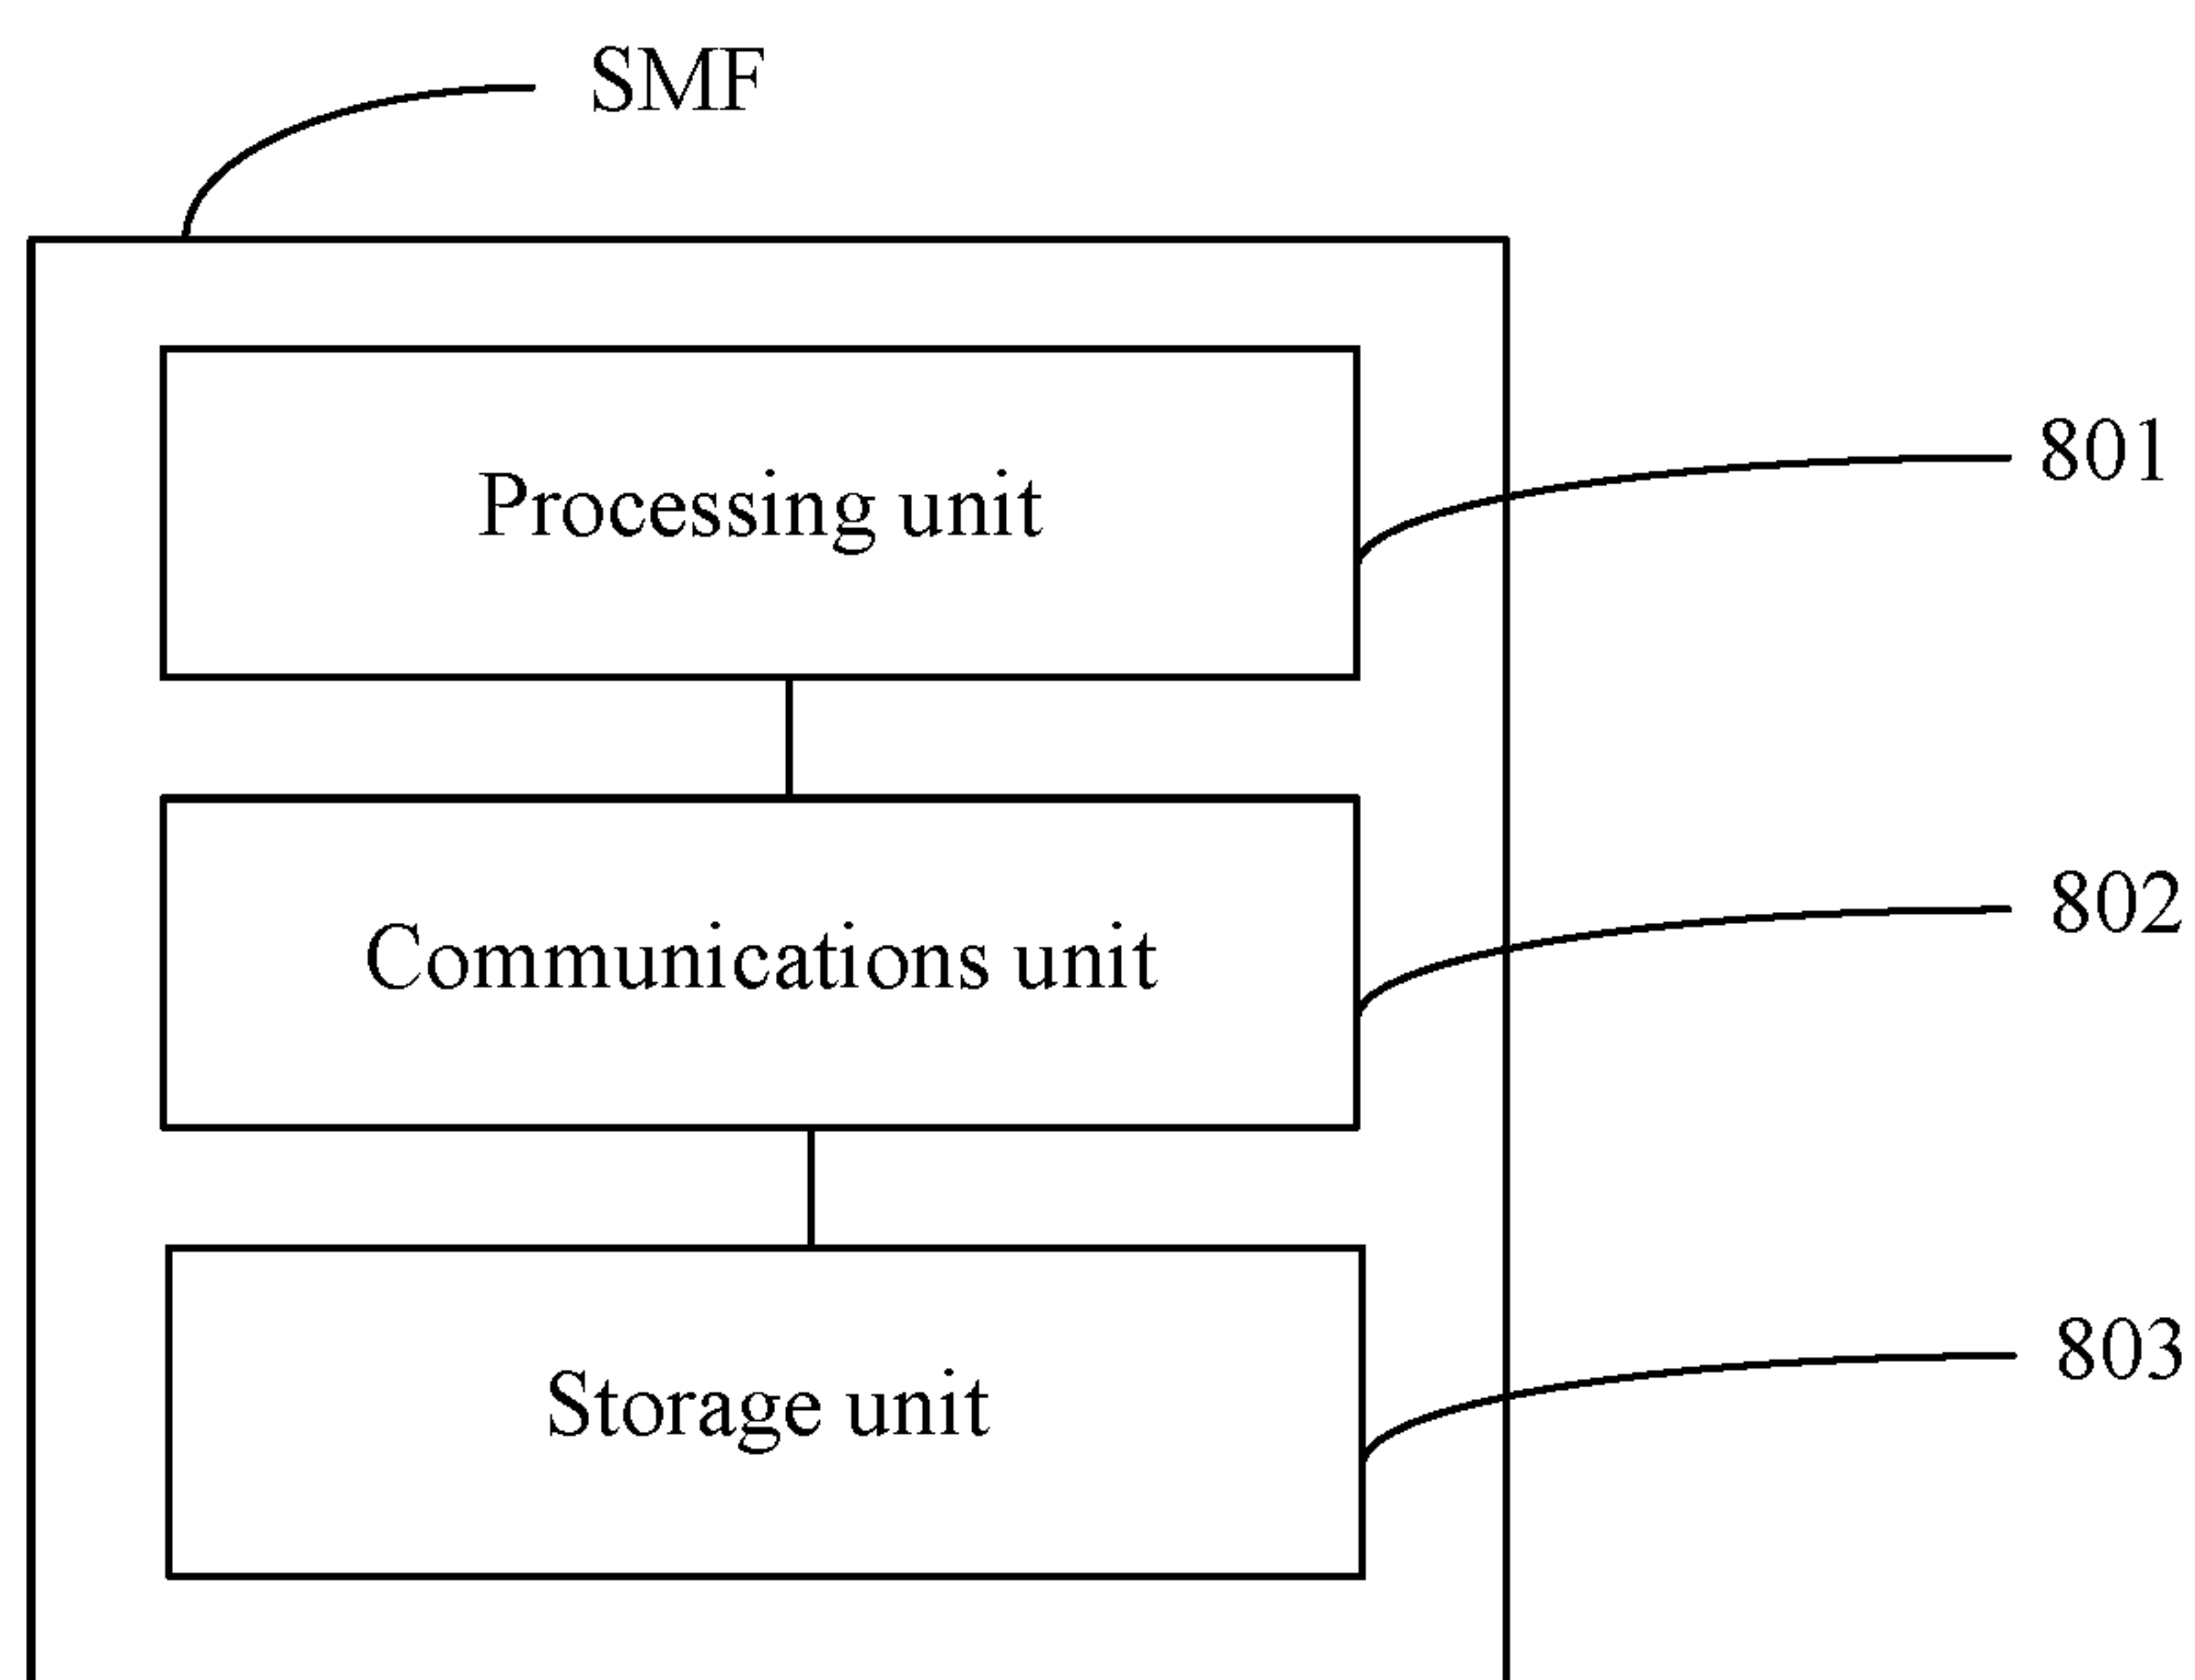 SMF
Processing unit
801
Communications unit
802
Storage unit
803